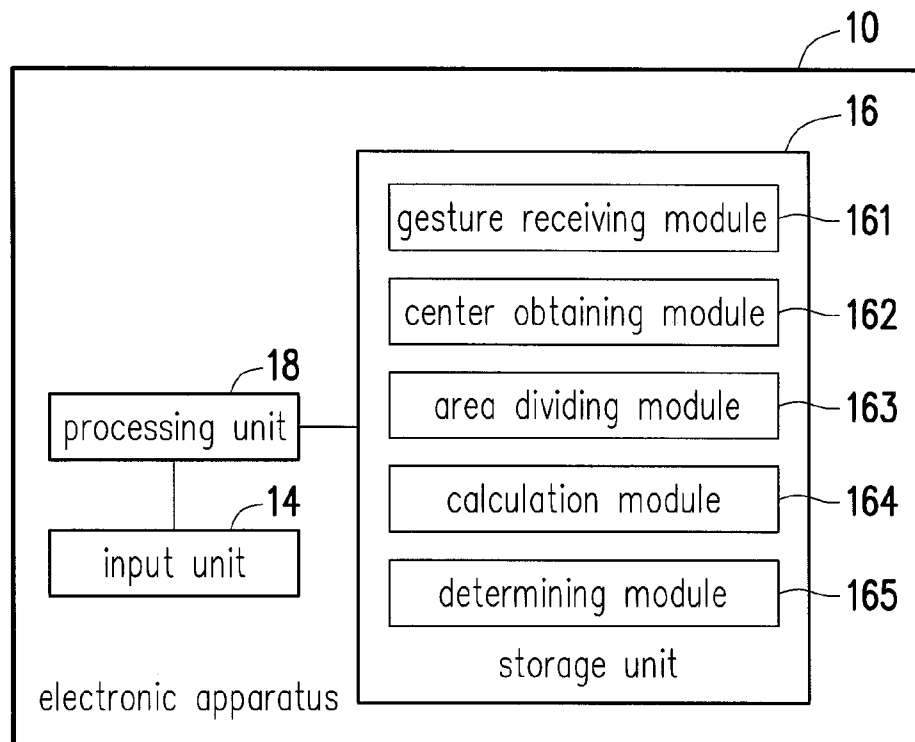 10
16
gesture receiving module 161
center obtaining module 162
18
processing unit
area dividing module 163
14
input unit
calculation module 164
determining module 165
storage unit
electronic apparatus